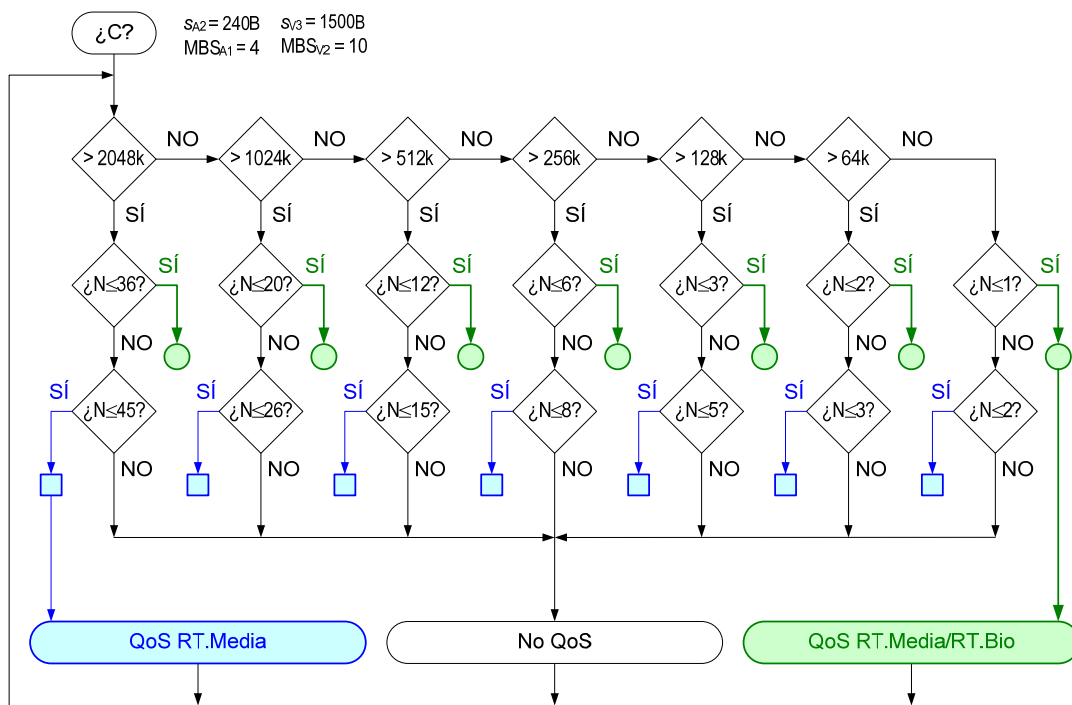 ¿C?
sA2 = 240B sV3 = 1500B
MBSA1 = 4 MBSV2 = 10
> 2048k NO > 1024k NO > 512k NO > 256k NO > 128k NO > 64k NO
SÍ SÍ SÍ SÍ SÍ SÍ
SÍ SÍ SÍ SÍ SÍ SÍ SÍ
¿N≤36? ¿N≤20? ¿N≤12? ¿N≤6? ¿N≤3? ¿N≤2? ¿N≤1?
NO NO NO NO NO NO NO
SÍ SÍ SÍ SÍ SÍ SÍ SÍ
¿N≤45? ¿N≤26? ¿N≤15? ¿N≤8? ¿N≤5? ¿N≤3? ¿N≤2?
NO NO NO NO NO NO NO
QoS RT.Media No QoS QoS RT.Media/RT.Bio